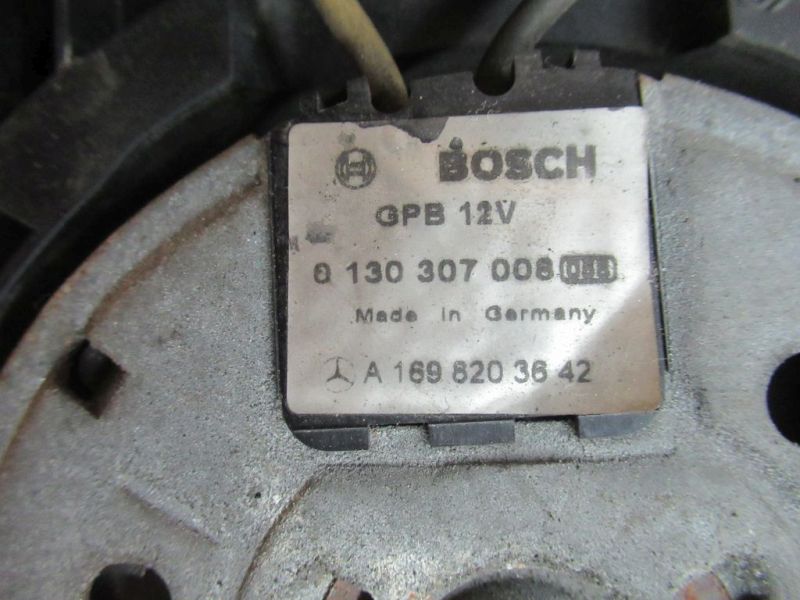 BOSCH
GPB 12V
0 130 307 008
Made in Germany
A 169 820 36 42